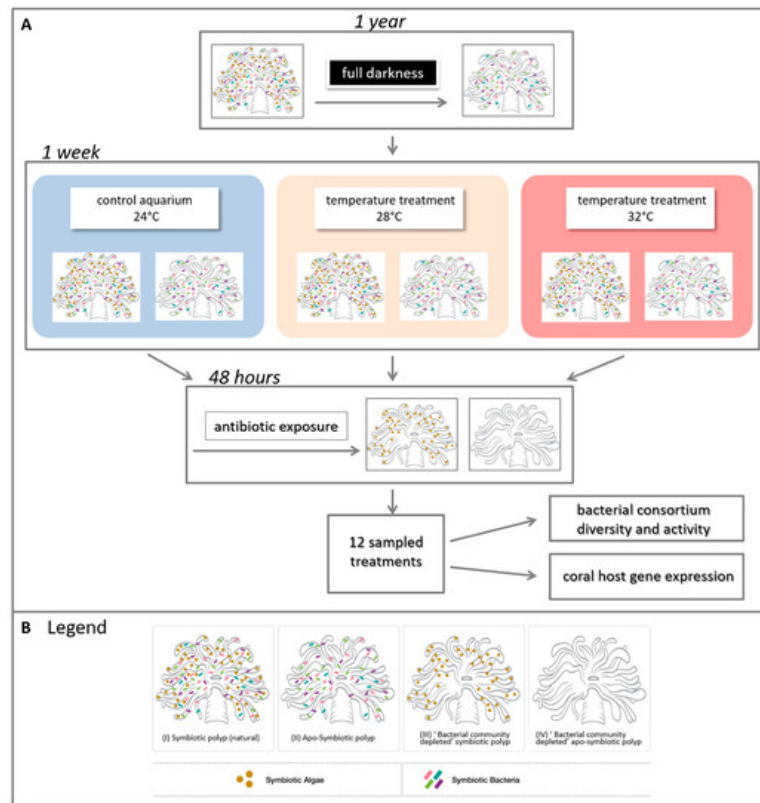 A
1 year
full darkness
1 week
control aquarium
24°C
temperature treatment
28°C
temperature treatment
32°C
48 hours
antibiotic exposure
12 sampled
treatments
bacterial consortium
diversity and activity
coral host gene expression
B Legend
(I) Symbiotic polyp (natural)
(II) Apo-Symbiotic polyp
(III) ' Bacterial community
depleted' symbiotic polyp
(IV) ' Bacterial community
depleted' apo-symbiotic polyp
Symbiotic Algae
Symbiotic Bacteria